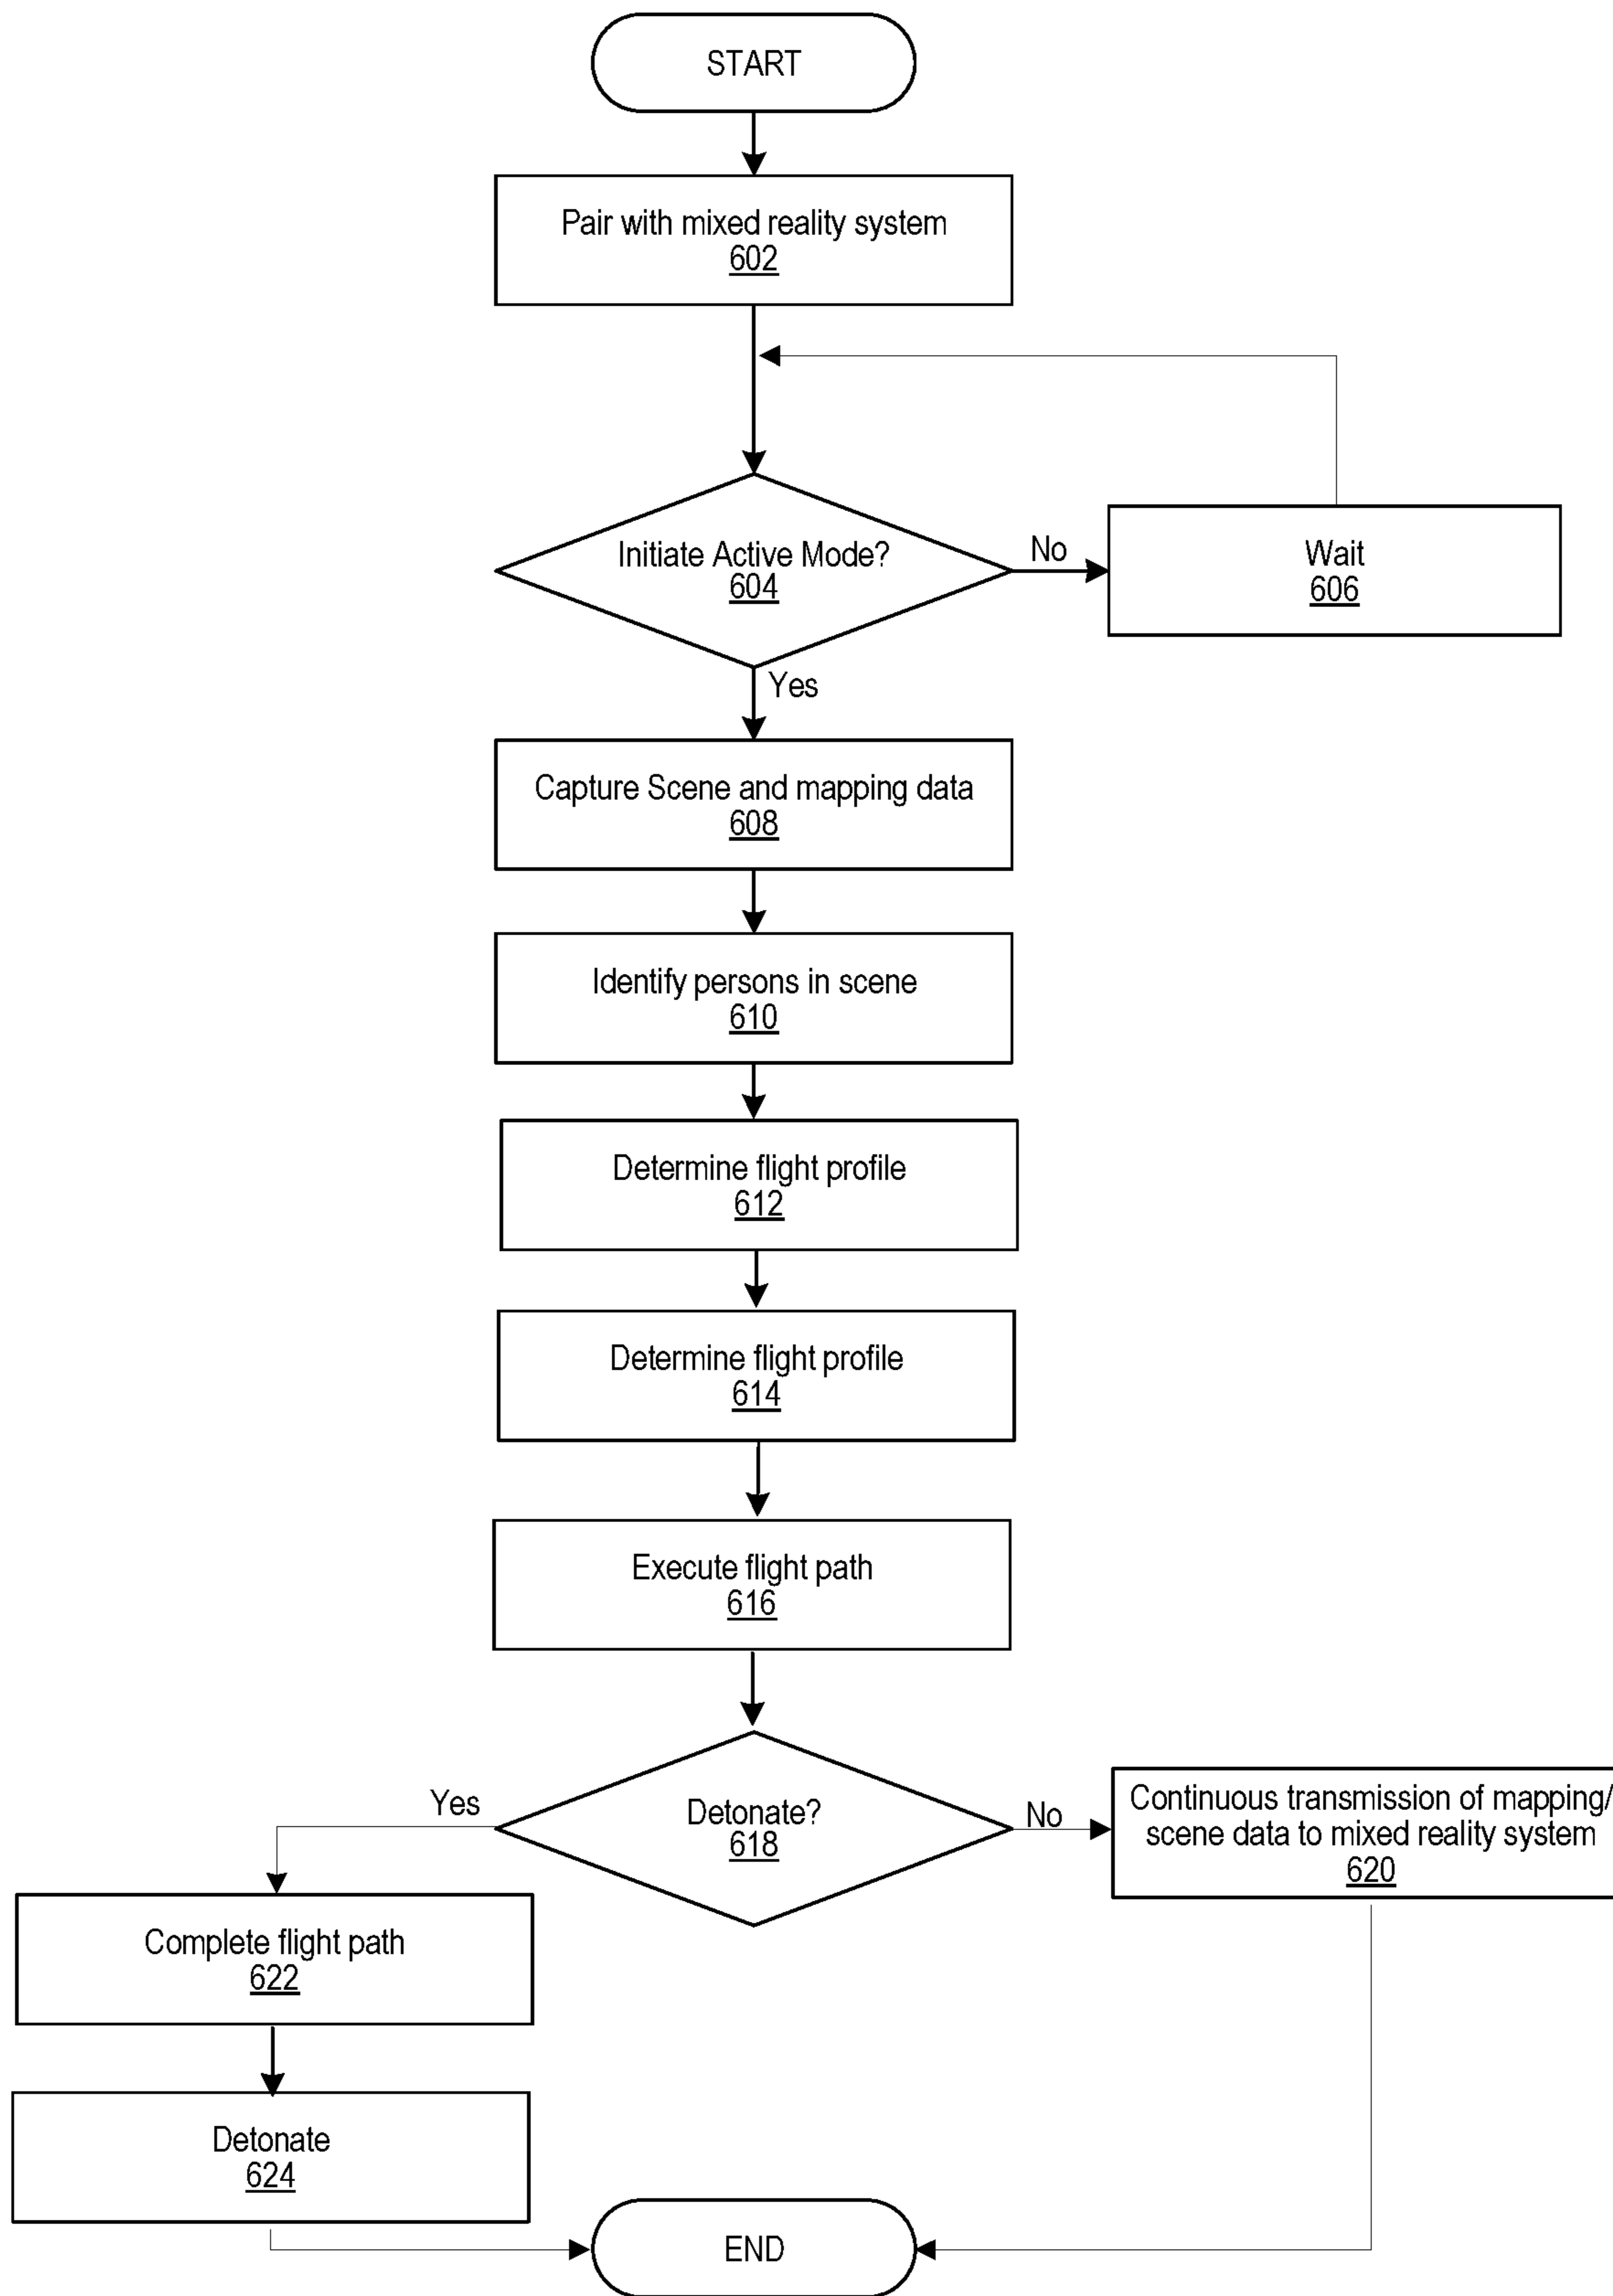 START
Pair with mixed reality system
602
Initiate Active Mode?
604
No
Wait
606
Yes
Capture Scene and mapping data
608
Identify persons in scene
610
Determine flight profile
612
Determine flight profile
614
Execute flight path
616
Yes
Detonate?
618
No
Continuous transmission of mapping/
scene data to mixed reality system
620
Complete flight path
622
Detonate
624
END